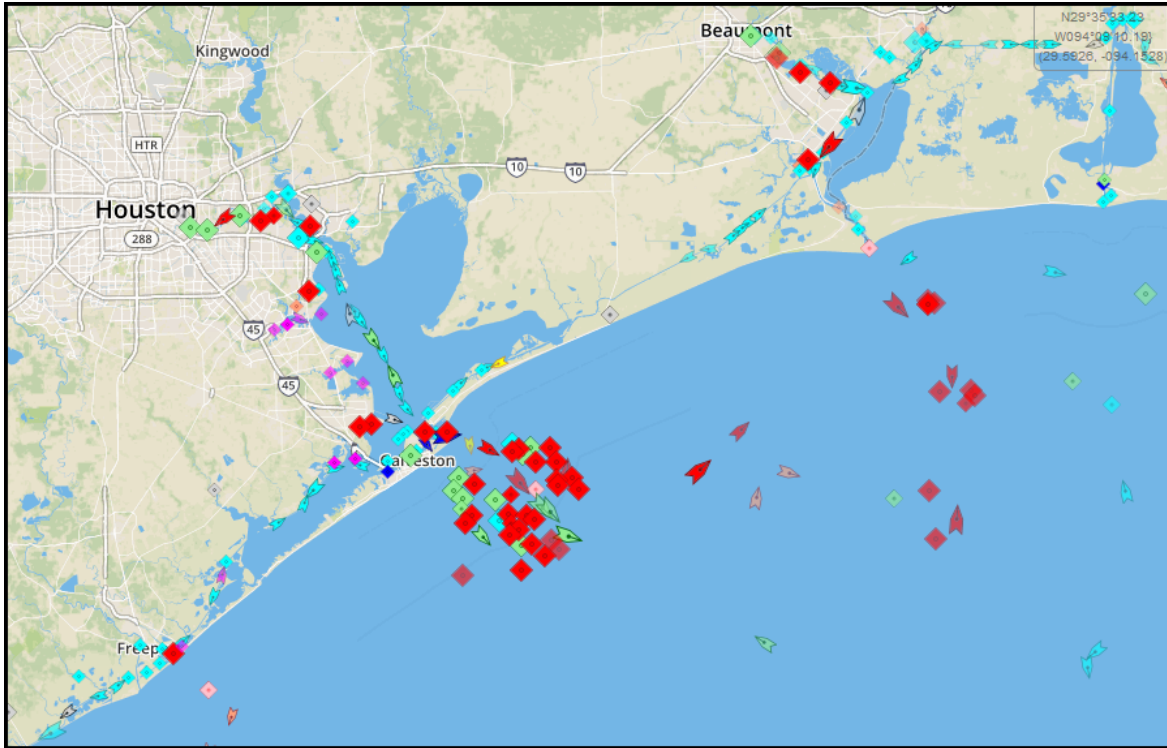 N29°35'33.23
Beaumont
W094°09'10.19)
(29.5926, -094.1528)
Kingwood
HTR
10
10
Houston
288
45
45
Galveston